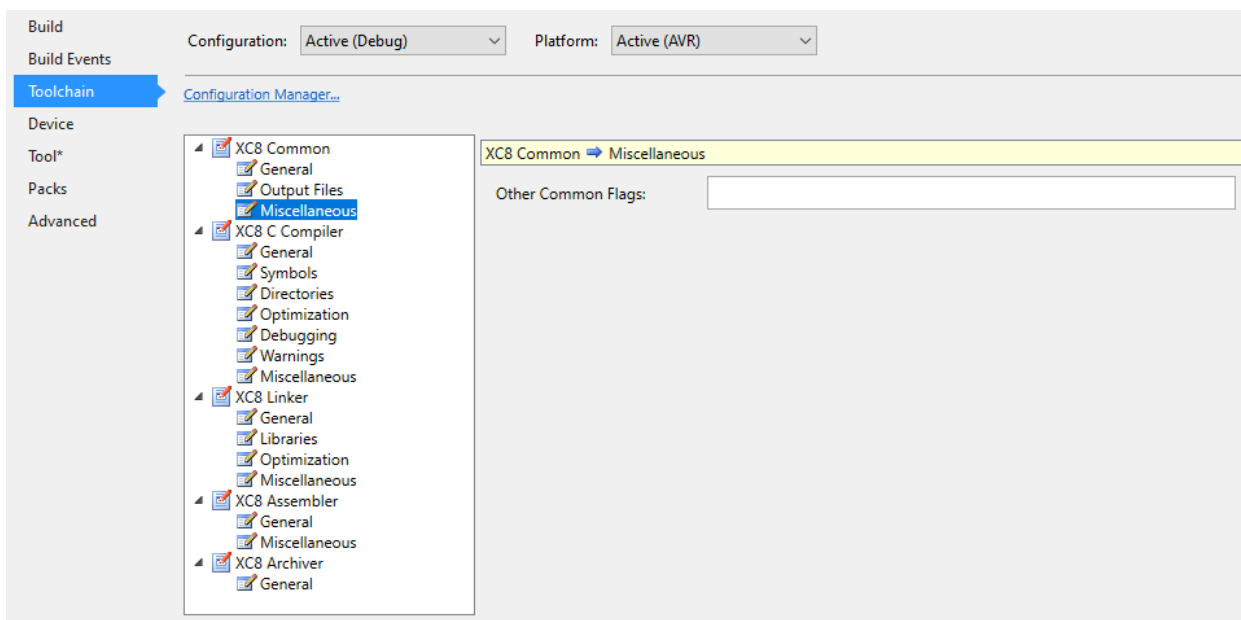 Build
Build Events
Toolchain
Device
Tool*
Packs
Advanced
Configuration: Active (Debug) Platform: Active (AVR)
Configuration Manager...
XC8 Common
General
Output Files
Miscellaneous
XC8 C Compiler
General
Symbols
Directories
Optimization
Debugging
Warnings
Miscellaneous
XC8 Linker
General
Libraries
Optimization
Miscellaneous
XC8 Assembler
General
Miscellaneous
XC8 Archiver
General
XC8 Common ➡ Miscellaneous
Other Common Flags: